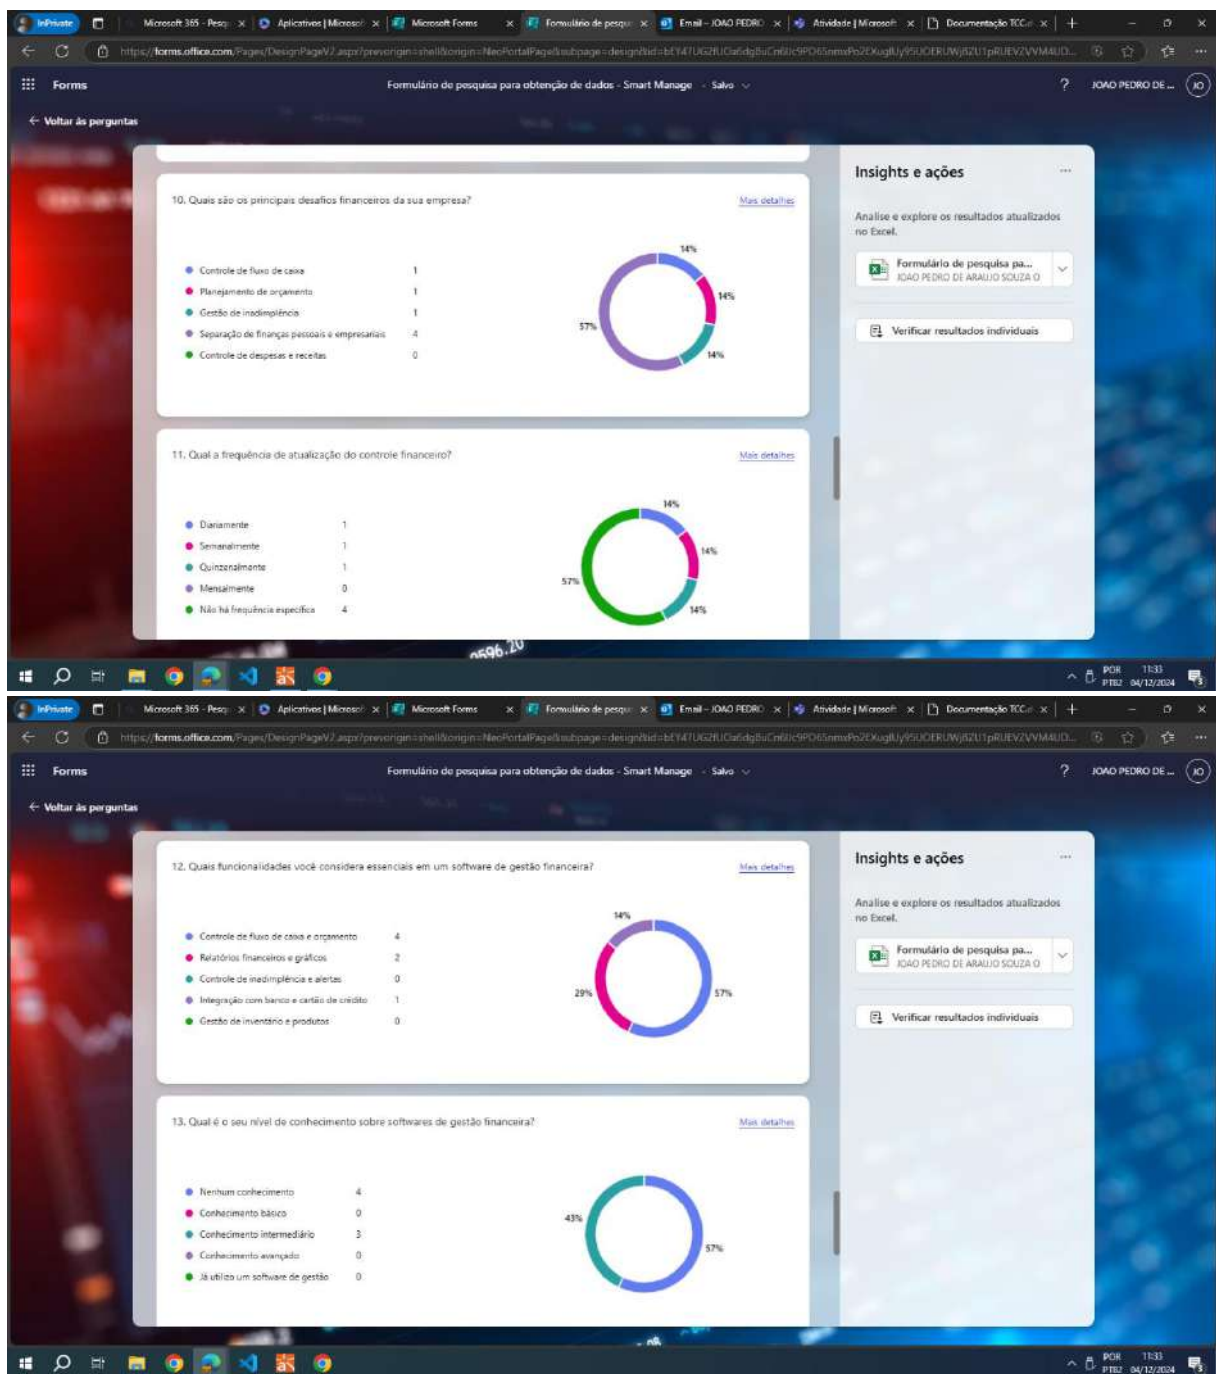 InPrivate Microsoft 365 - Pesq Aplicativos | Microsof Microsoft Forms Formulário de pesqu Email – JOAO PEDRO Atividade | Microsoft Documentação TCC
Forms Formulário de pesquisa para obtenção de dados - Smart Manage - Salvo ? JOAO PEDRO DE ... JO
Voltar às perguntas
10. Quais são os principais desafios financeiros da sua empresa? Mais detalhes
Controle de fluxo de caixa 1
Planejamento de orçamento 1
Gestão de inadimplência 1
Separação de finanças pessoais e empresariais 4
Controle de despesas e receitas 0
14%
14%
14%
57%
Insights e ações
Analise e explore os resultados atualizados
no Excel.
Formulário de pesquisa pa...
JOAO PEDRO DE ARAUJO SOUZA O
Verificar resultados individuais
11. Qual a frequência de atualização do controle financeiro? Mais detalhes
Diariamente 1
Semanalmente 1
Quinzenalmente 1
Mensalmente 0
Não há frequência específica 4
14%
14%
14%
57%
0596.20
POR 11:33
PTB2 04/12/2024
InPrivate Microsoft 365 - Pesq Aplicativos | Microsof Microsoft Forms Formulário de pesqu Email – JOAO PEDRO Atividade | Microsoft Documentação TCC
Forms Formulário de pesquisa para obtenção de dados - Smart Manage - Salvo ? JOAO PEDRO DE ... JO
Voltar às perguntas
12. Quais funcionalidades você considera essenciais em um software de gestão financeira? Mais detalhes
Controle de fluxo de caixa e orçamento 4
Relatórios financeiros e gráficos 2
Controle de inadimplência e alertas 0
Integração com banco e cartão de crédito 1
Gestão de inventário e produtos 0
14%
29%
57%
Insights e ações
Analise e explore os resultados atualizados
no Excel.
Formulário de pesquisa pa...
JOAO PEDRO DE ARAUJO SOUZA O
Verificar resultados individuais
13. Qual é o seu nível de conhecimento sobre softwares de gestão financeira? Mais detalhes
Nenhum conhecimento 4
Conhecimento básico 0
Conhecimento intermediário 3
Conhecimento avançado 0
Já utilizo um software de gestão 0
43%
57%
POR 11:33
PTB2 04/12/2024